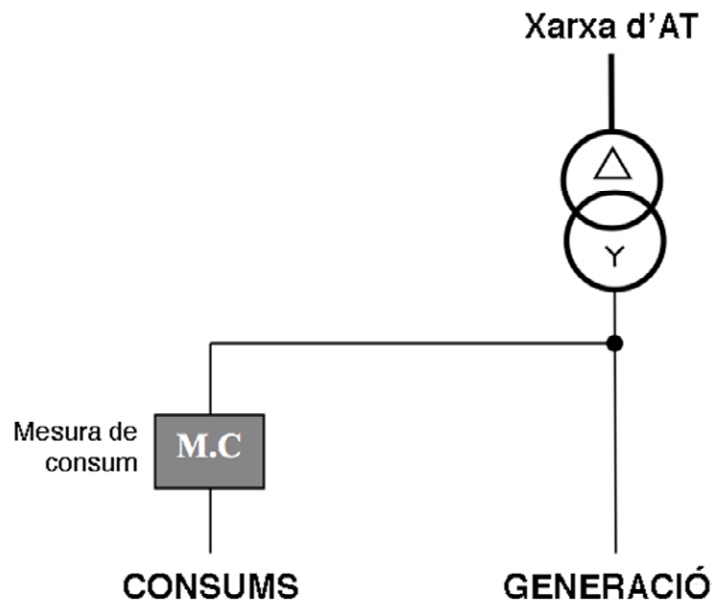 Xarxa d'AT
Mesura de
consum
M.C
CONSUMS
GENERACIÓ